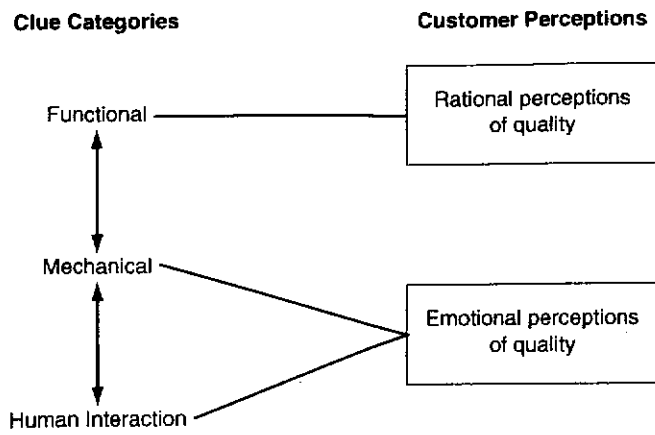 Clue Categories
Customer Perceptions
Functional
Rational perceptions
of quality
Mechanical
Emotional perceptions
of quality
Human Interaction